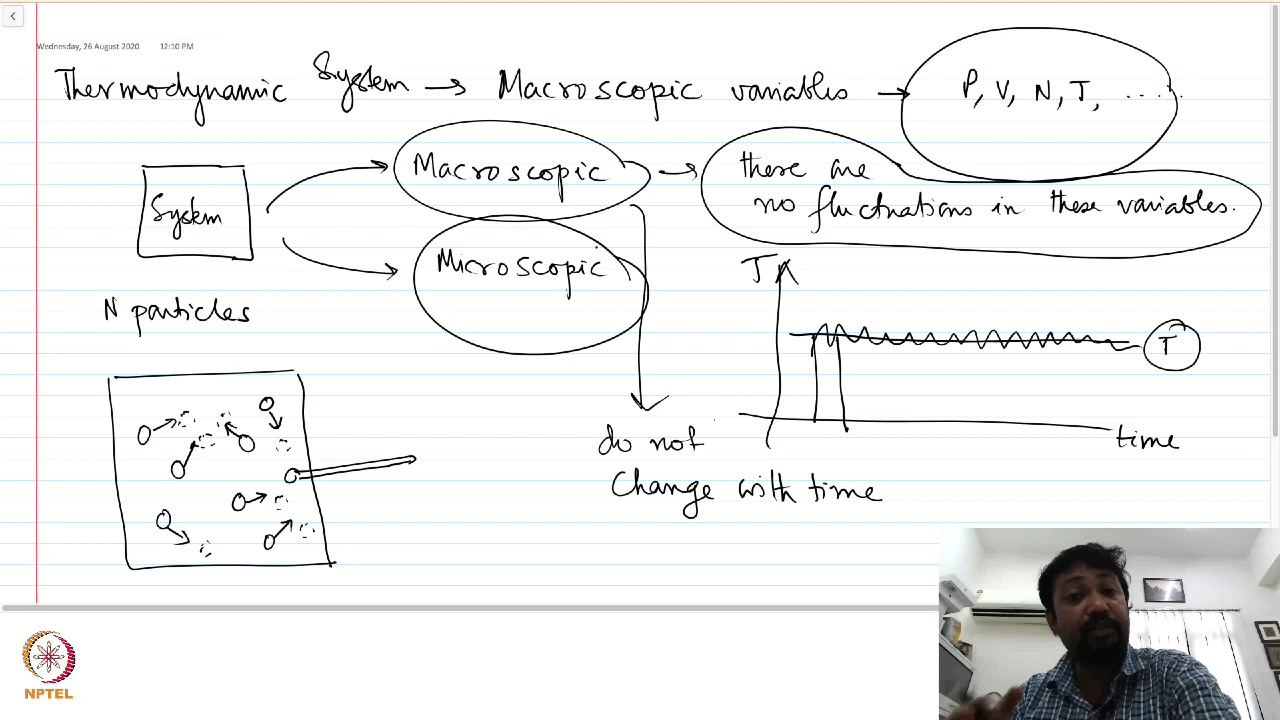 Wednesday, 26 August 2020 12:10 PM
Thermodynamic System → Macroscopic variables → P, V, N, T, .....
System
Macroscopic → there are
no fluctuations in these variables.
Microscopic
N particles
T
T
time
do not
change with time
NPTEL